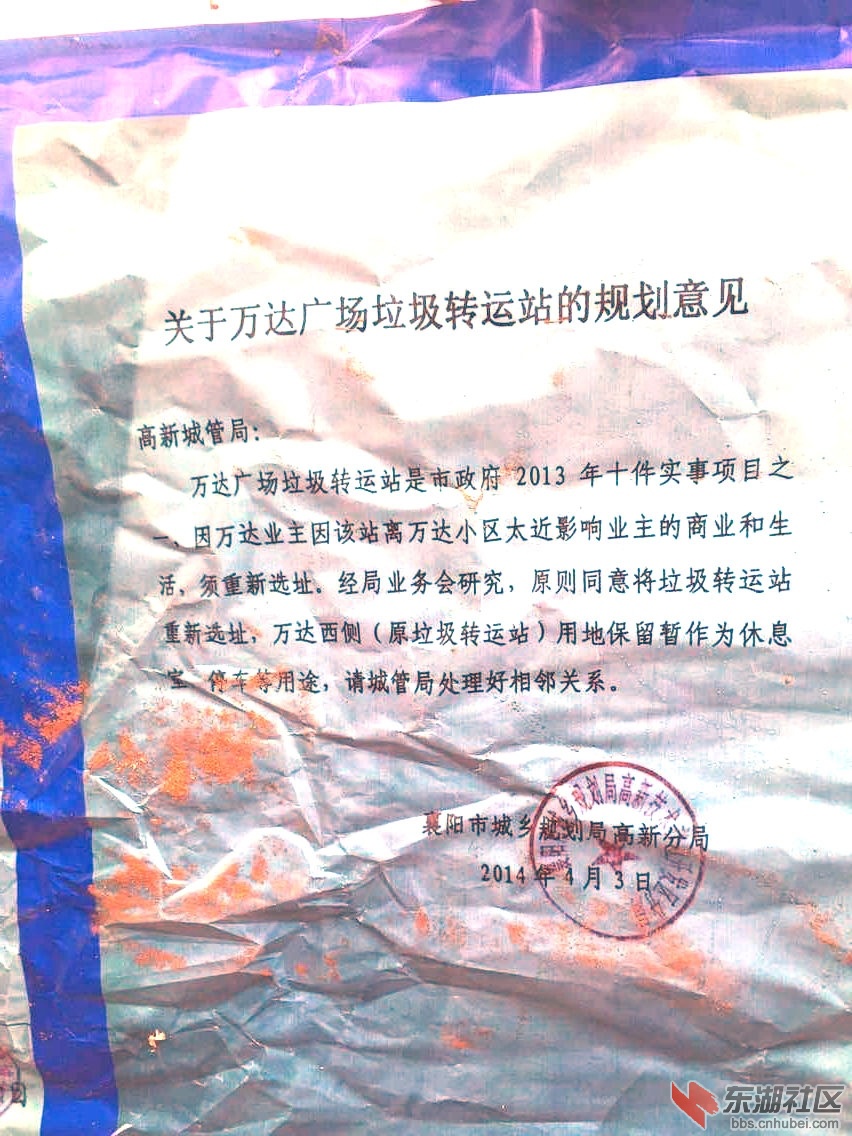 关于万达广场垃圾转运站的规划意见
高新城管局：
万达广场垃圾转运站是市政府 2013 年十件实事项目之
一、因万达业主因该站离万达小区太近影响业主的商业和生
活，须重新选址。经局业务会研究，原则同意将垃圾转运站
重新选址，万达西侧（原垃圾转运站）用地保留暂作为休息
室 停车等用途，请城管局处理好相邻关系。
襄阳市城乡规划局高新分局
2014 年 4 月 3 日
东湖社区
bbs.cnhubei.com